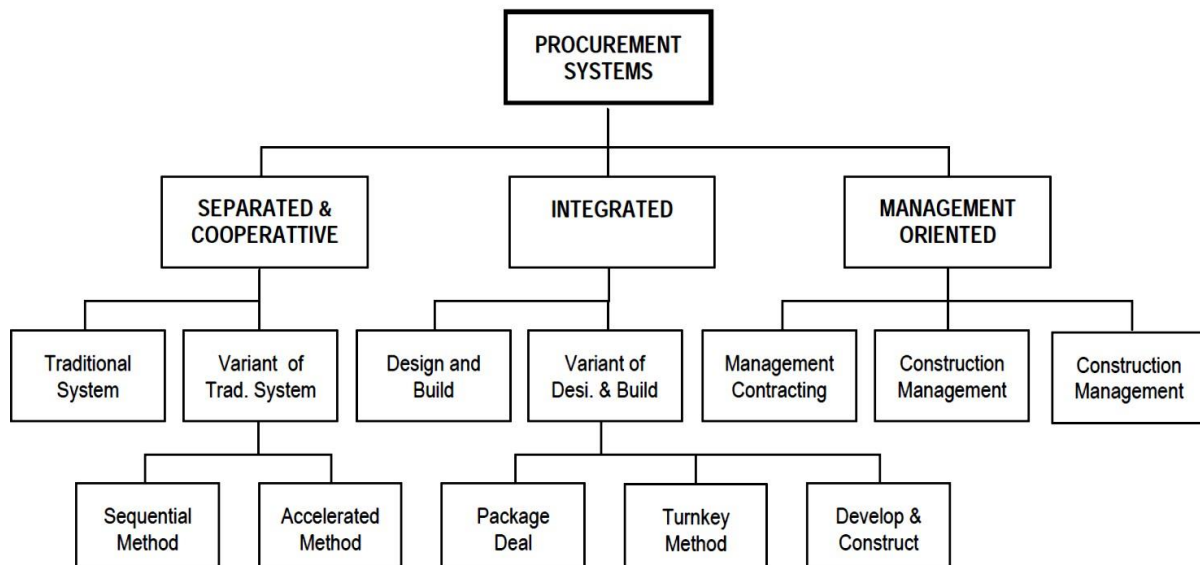 PROCUREMENT
SYSTEMS
SEPARATED &
COOPERATTIVE
INTEGRATED
MANAGEMENT
ORIENTED
Traditional
System
Variant of
Trad. System
Design and
Build
Variant of
Desi. & Build
Management
Contracting
Construction
Management
Construction
Management
Sequential
Method
Accelerated
Method
Package
Deal
Turnkey
Method
Develop &
Construct